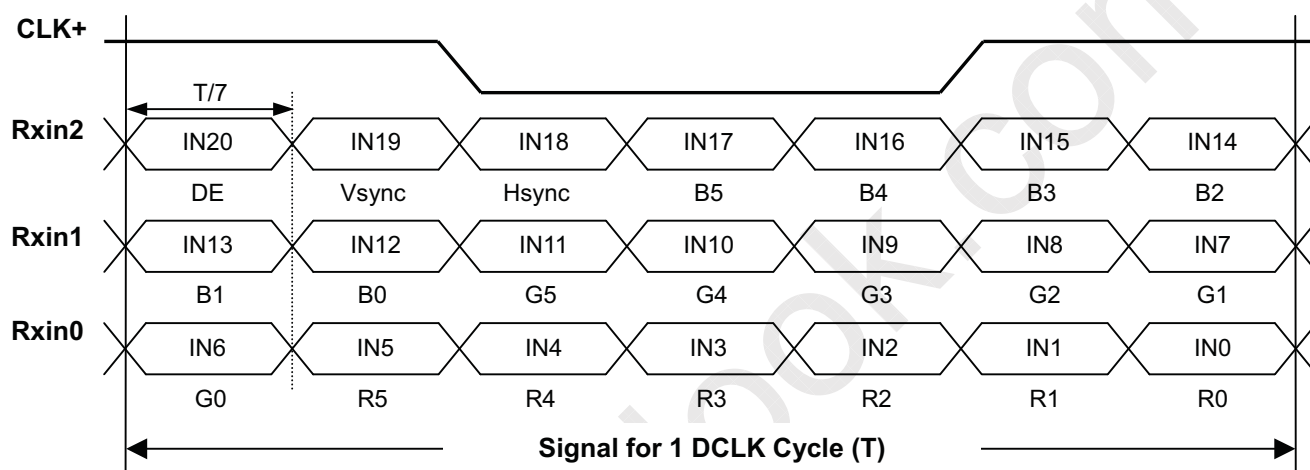 CLK+
T/7
Rxin2 IN20 IN19 IN18 IN17 IN16 IN15 IN14
DE Vsync Hsync B5 B4 B3 B2
Rxin1 IN13 IN12 IN11 IN10 IN9 IN8 IN7
B1 B0 G5 G4 G3 G2 G1
Rxin0 IN6 IN5 IN4 IN3 IN2 IN1 IN0
G0 R5 R4 R3 R2 R1 R0
Signal for 1 DCLK Cycle (T)